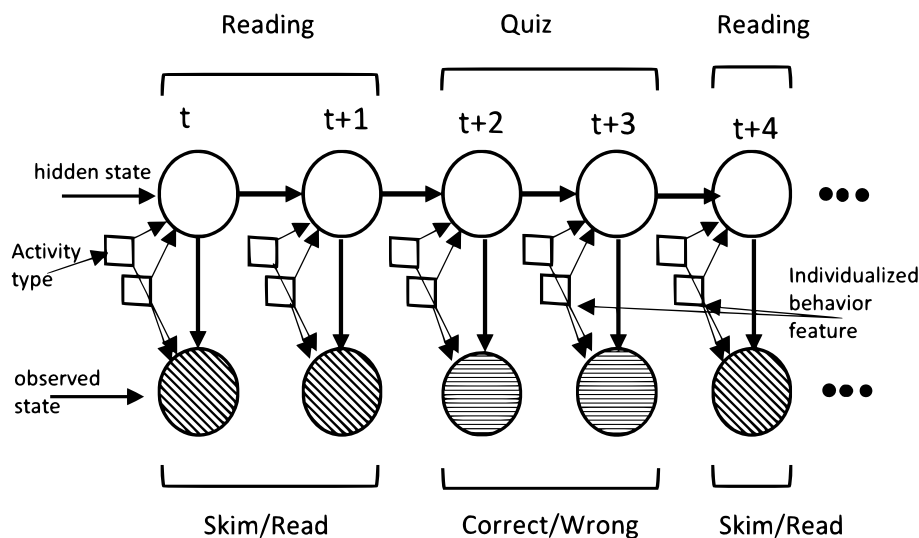 Reading
Quiz
Reading
t
t+1
t+2
t+3
t+4
hidden state
Activity
type
Individualized
behavior
feature
observed
state
Skim/Read
Correct/Wrong
Skim/Read